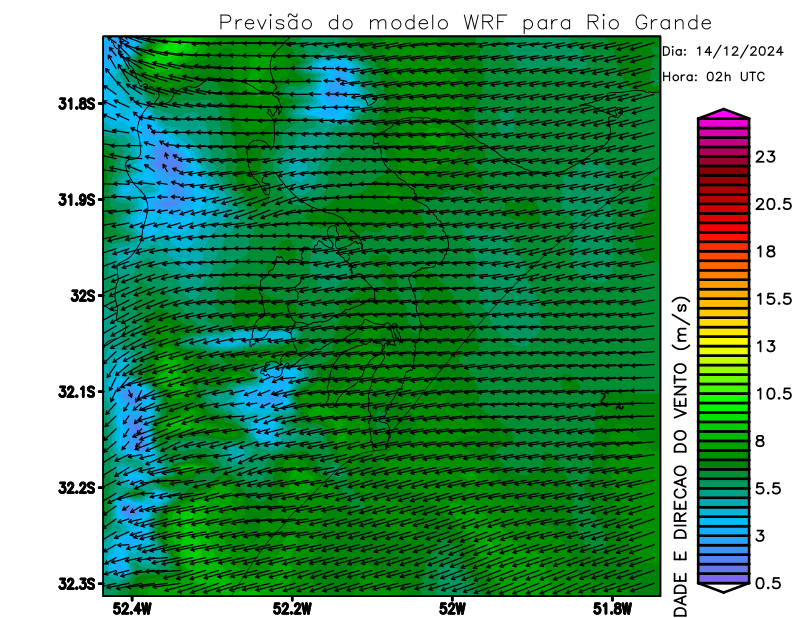 Previsão do modelo WRF para Rio Grande
Dia: 14/12/2024
Hora: 02h UTC
31.8S
31.9S
32S
32.1S
32.2S
32.3S
52.4W
52.2W
52W
51.8W
23
20.5
18
15.5
13
10.5
8
5.5
3
0.5
DADE E DIRECAO DO VENTO (m/s)